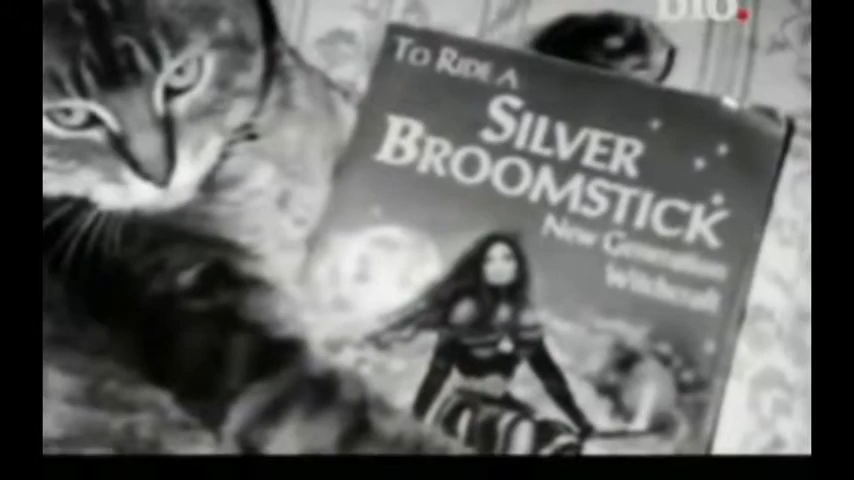 bio.
TO RIDE A
SILVER
BROOMSTICK
New Generation
Witchcraft